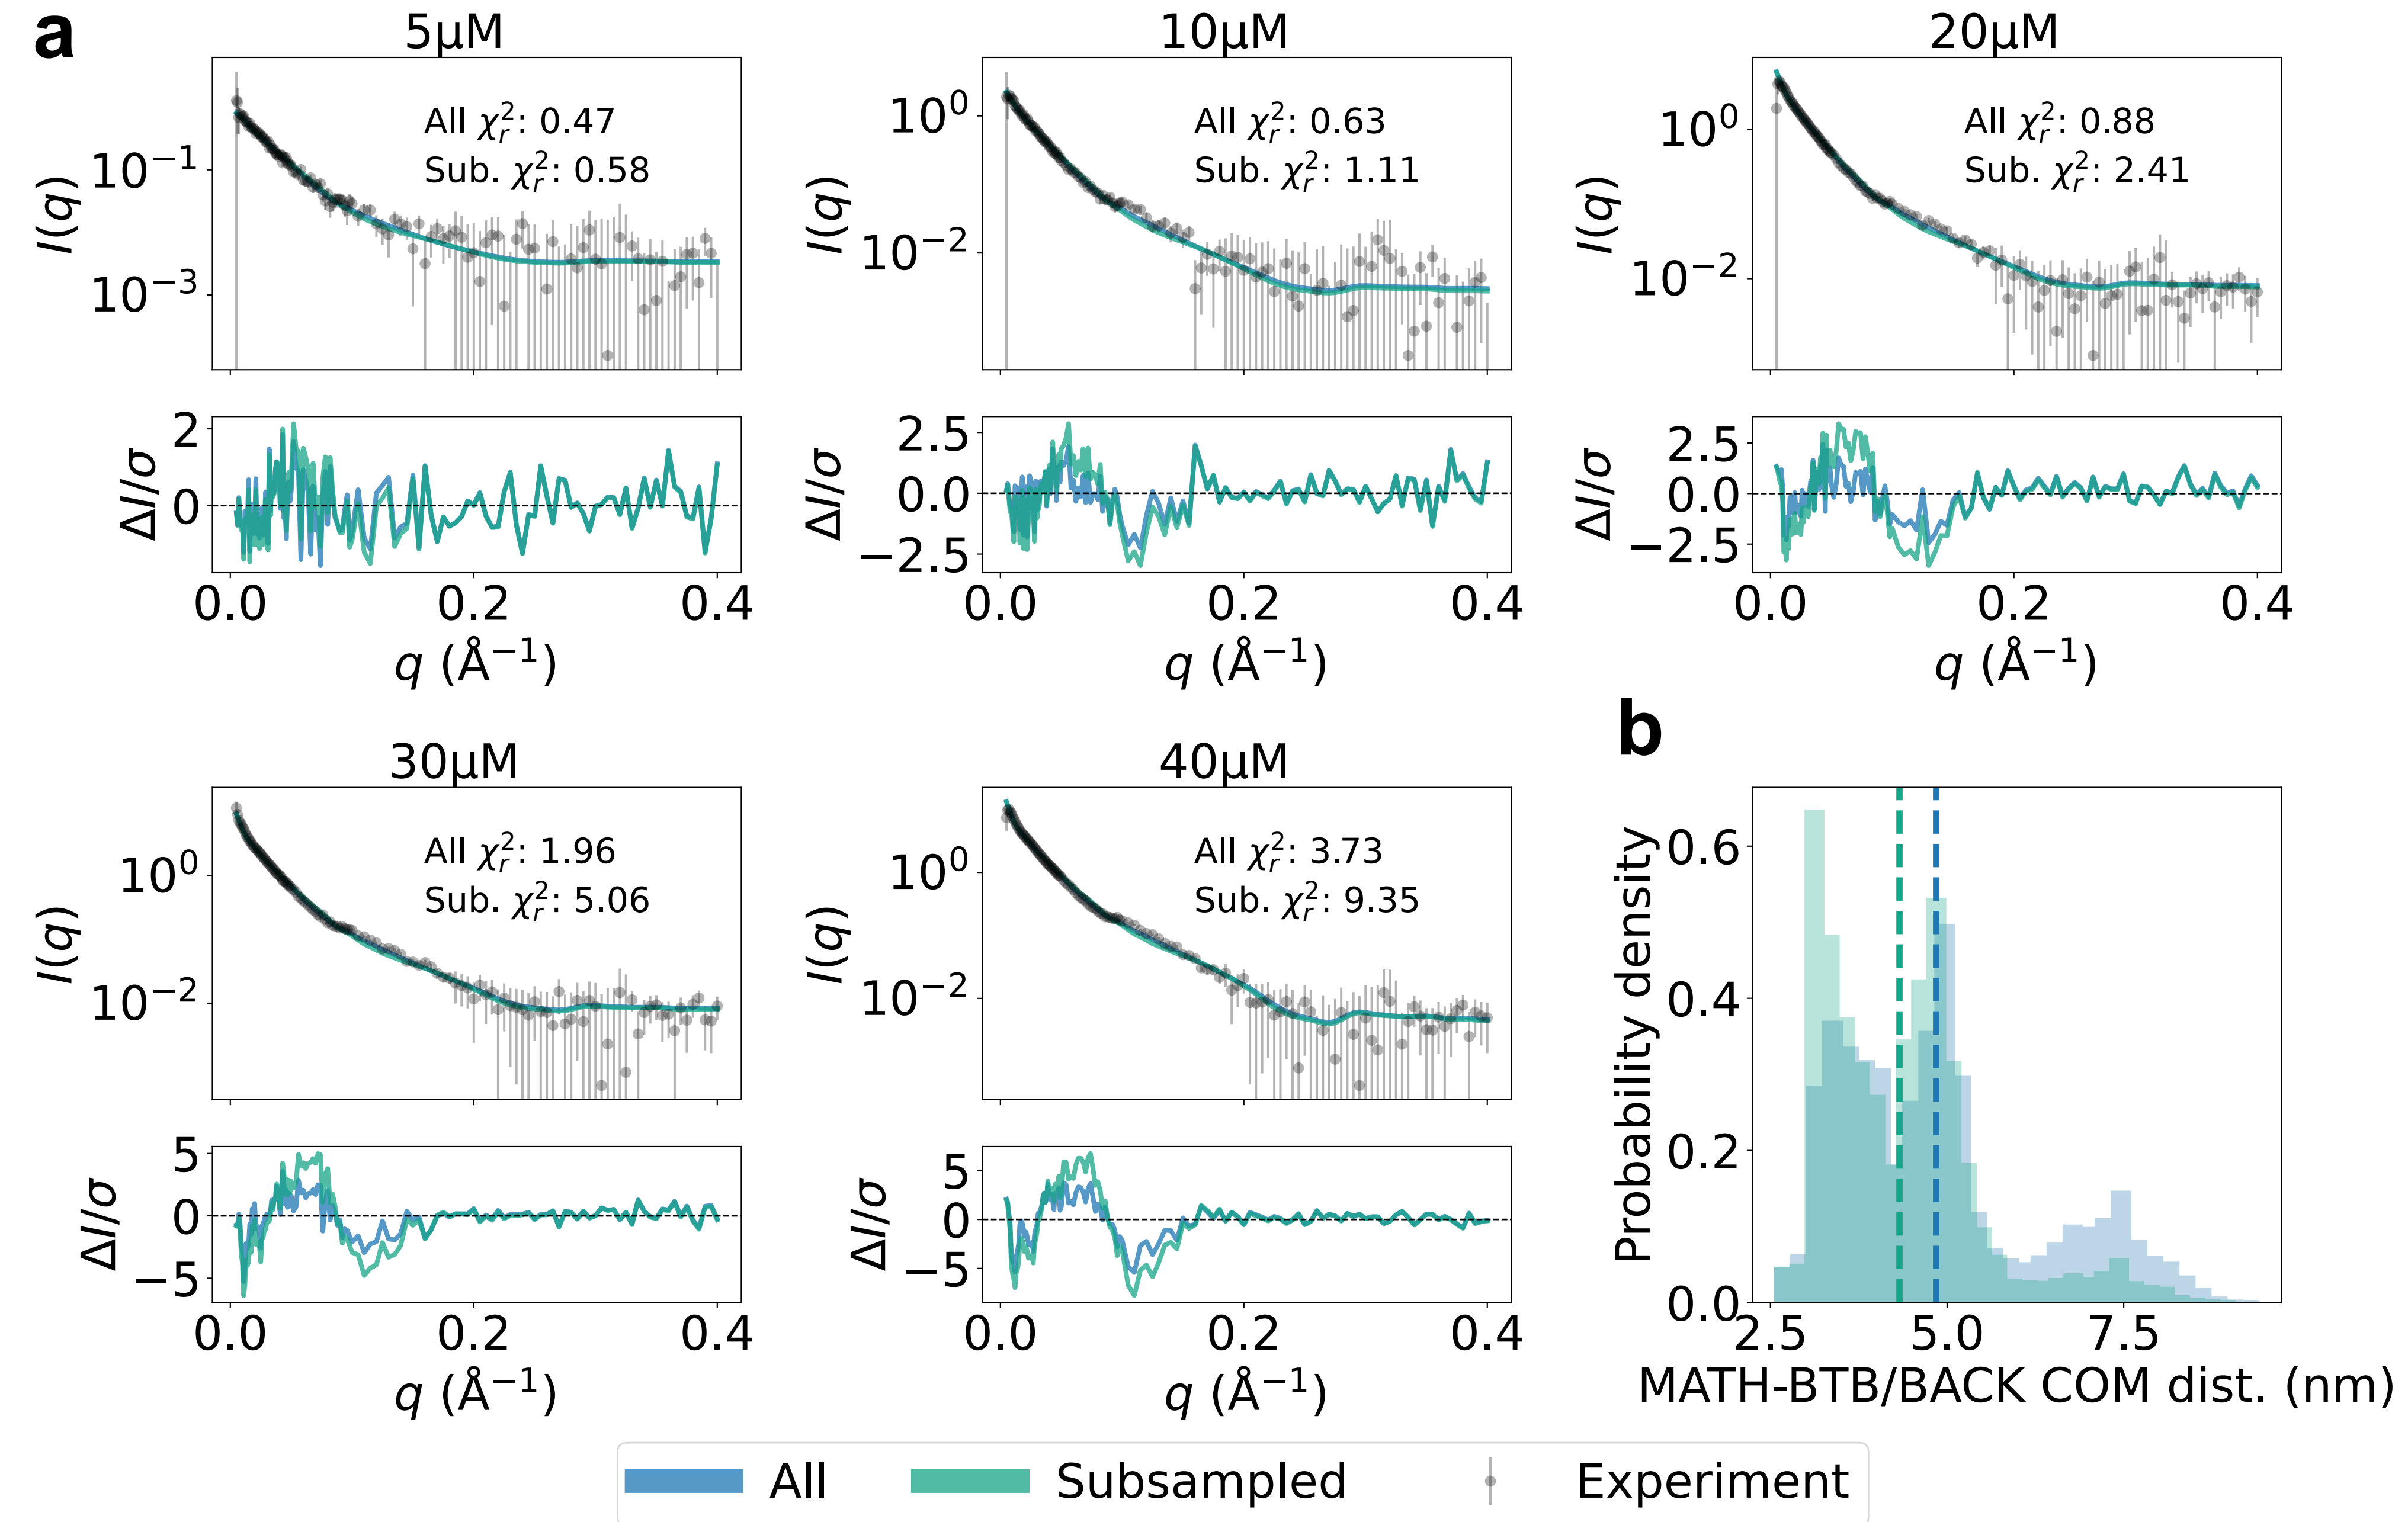 a
5μM
10μM
20μM
I(q)
10⁻¹
10⁻³
All χ²ᵣ: 0.47
Sub. χ²ᵣ: 0.58
I(q)
10⁰
10⁻²
All χ²ᵣ: 0.63
Sub. χ²ᵣ: 1.11
I(q)
10⁰
10⁻²
All χ²ᵣ: 0.88
Sub. χ²ᵣ: 2.41
ΔI/σ
2
0
0.0 0.2 0.4
q (Å⁻¹)
ΔI/σ
2.5
0.0
−2.5
0.0 0.2 0.4
q (Å⁻¹)
ΔI/σ
2.5
0.0
−2.5
0.0 0.2 0.4
q (Å⁻¹)
30μM
40μM
b
I(q)
10⁰
10⁻²
All χ²ᵣ: 1.96
Sub. χ²ᵣ: 5.06
I(q)
10⁰
10⁻²
All χ²ᵣ: 3.73
Sub. χ²ᵣ: 9.35
ΔI/σ
5
0
−5
0.0 0.2 0.4
q (Å⁻¹)
ΔI/σ
5
0
−5
0.0 0.2 0.4
q (Å⁻¹)
Probability density
0.6
0.4
0.2
0.0
2.5 5.0 7.5
MATH-BTB/BACK COM dist. (nm)
All Subsampled Experiment